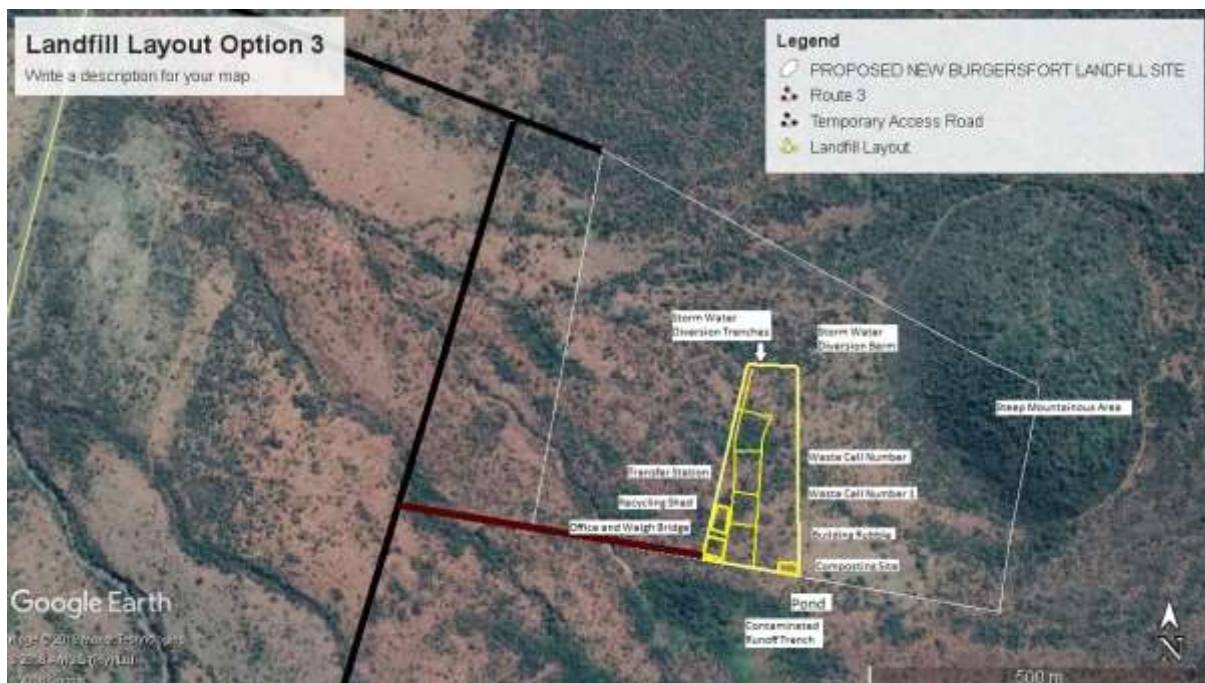 Landfill Layout Option 3
Write a description for your map.
Legend
PROPOSED NEW BURGERSFORT LANDFILL SITE
Route 3
Temporary Access Road
Landfill Layout
Storm Water
Diversion Trenches
Storm Water
Diversion Berm
Steep Mountainous Area
Transfer Station
Waste Cell Number
Recycling Shed
Waste Cell Number 1
Office and Weigh Bridge
Building Rubble
Composting Site
Pond
Contaminated
Runoff Trench
Google Earth
N
500 m